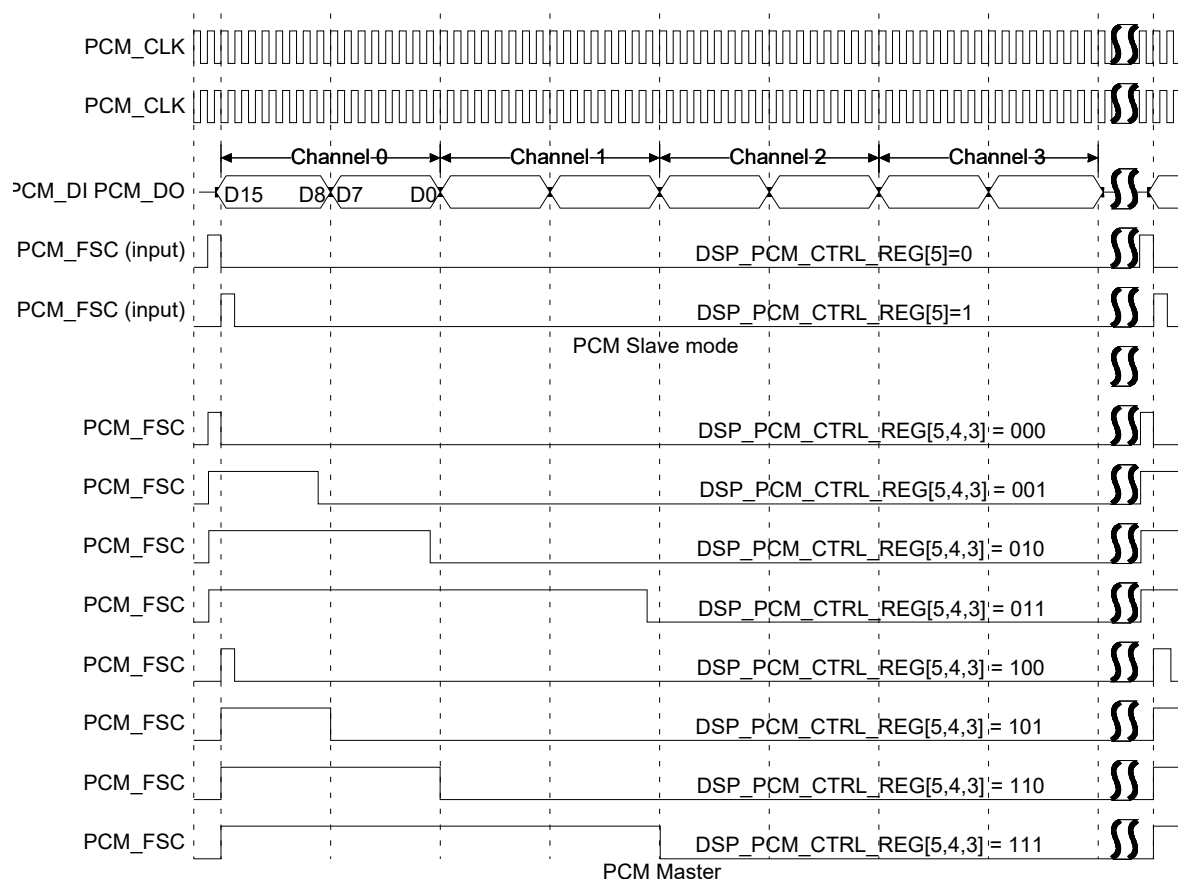 PCM_CLK
PCM_CLK
Channel 0 Channel 1 Channel 2 Channel 3
PCM_DI PCM_DO D15 D8 D7 D0
PCM_FSC (input) DSP_PCM_CTRL_REG[5]=0
PCM_FSC (input) DSP_PCM_CTRL_REG[5]=1
PCM Slave mode
PCM_FSC DSP_PCM_CTRL_REG[5,4,3] = 000
PCM_FSC DSP_PCM_CTRL_REG[5,4,3] = 001
PCM_FSC DSP_PCM_CTRL_REG[5,4,3] = 010
PCM_FSC DSP_PCM_CTRL_REG[5,4,3] = 011
PCM_FSC DSP_PCM_CTRL_REG[5,4,3] = 100
PCM_FSC DSP_PCM_CTRL_REG[5,4,3] = 101
PCM_FSC DSP_PCM_CTRL_REG[5,4,3] = 110
PCM_FSC DSP_PCM_CTRL_REG[5,4,3] = 111
PCM Master